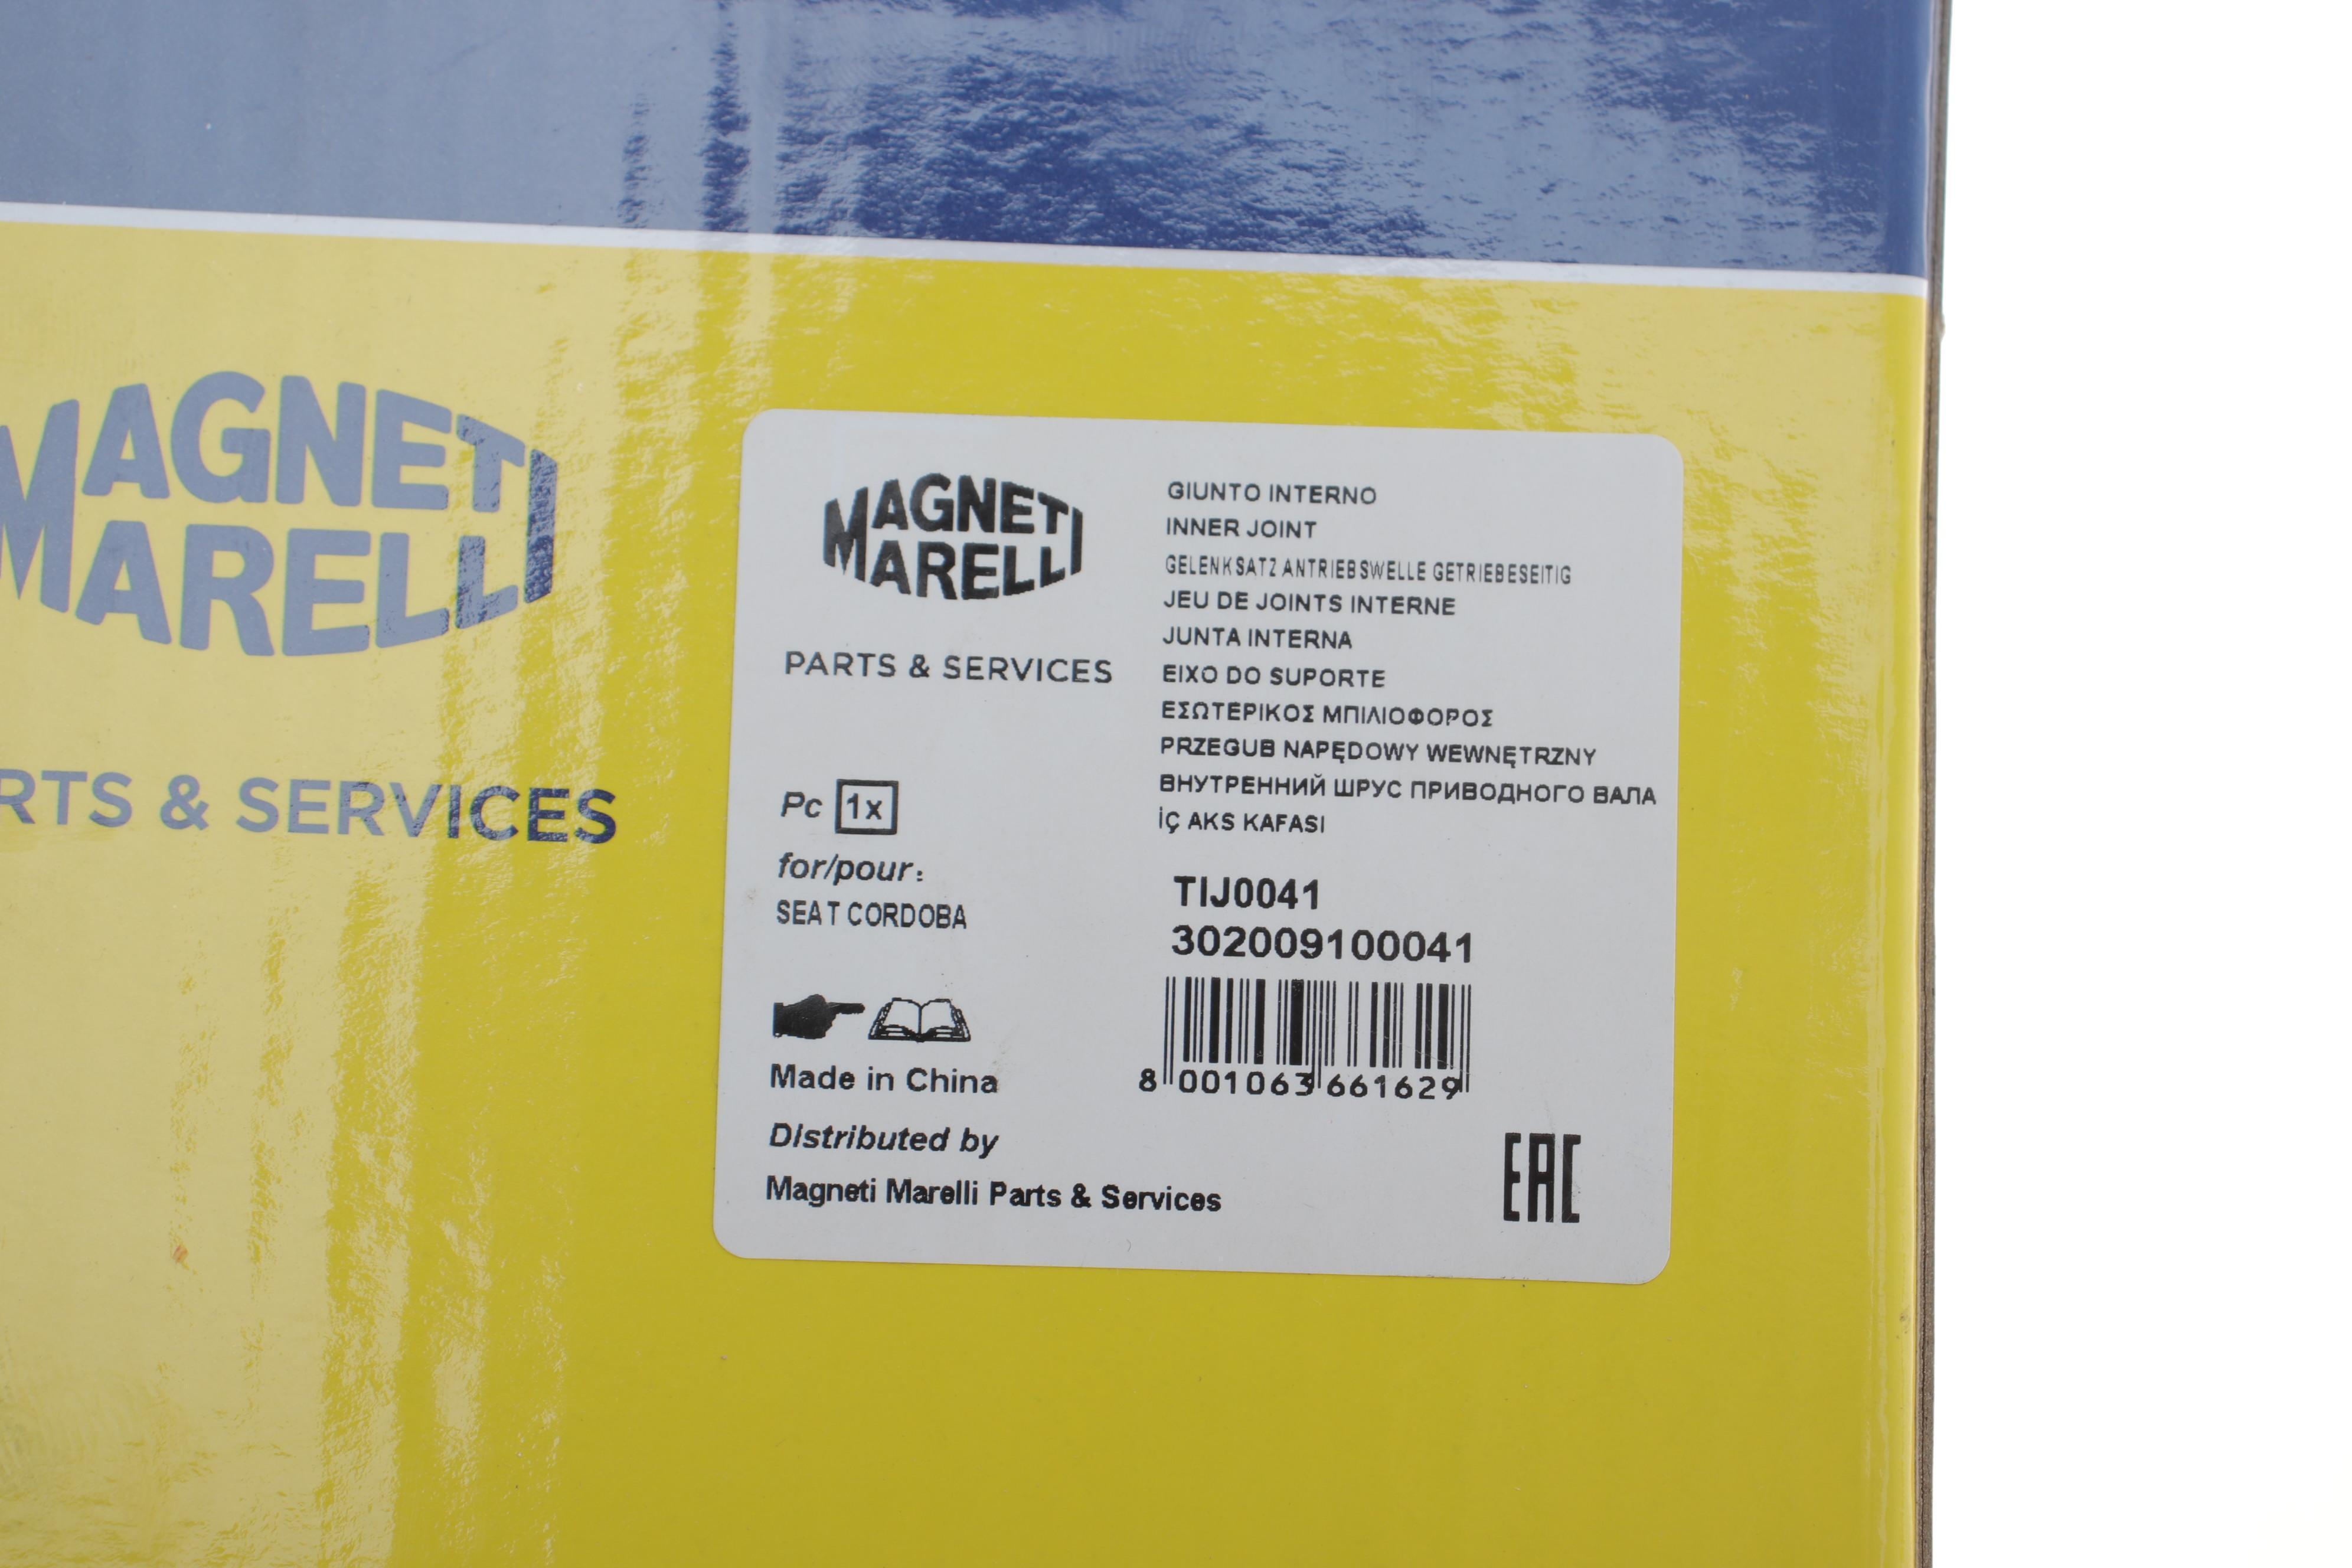 MAGNETI
MARELLI
RTS & SERVICES
MAGNETI
MARELLI
PARTS & SERVICES
GIUNTO INTERNO
INNER JOINT
GELENKSATZ ANTRIEBSWELLE GETRIEBESEITIG
JEU DE JOINTS INTERNE
JUNTA INTERNA
EIXO DO SUPORTE
ΕΣΩΤΕΡΙΚΟΣ ΜΠΙΛΙΟΦΟΡΟΣ
PRZEGUB NAPĘDOWY WEWNĘTRZNY
ВНУТРЕННИЙ ШРУС ПРИВОДНОГО ВАЛА
İÇ AKS KAFASI
Pc 1x
for/pour:
SEAT CORDOBA
TIJ0041
302009100041
8 001063 661629
Made in China
Distributed by
Magneti Marelli Parts & Services
EAC